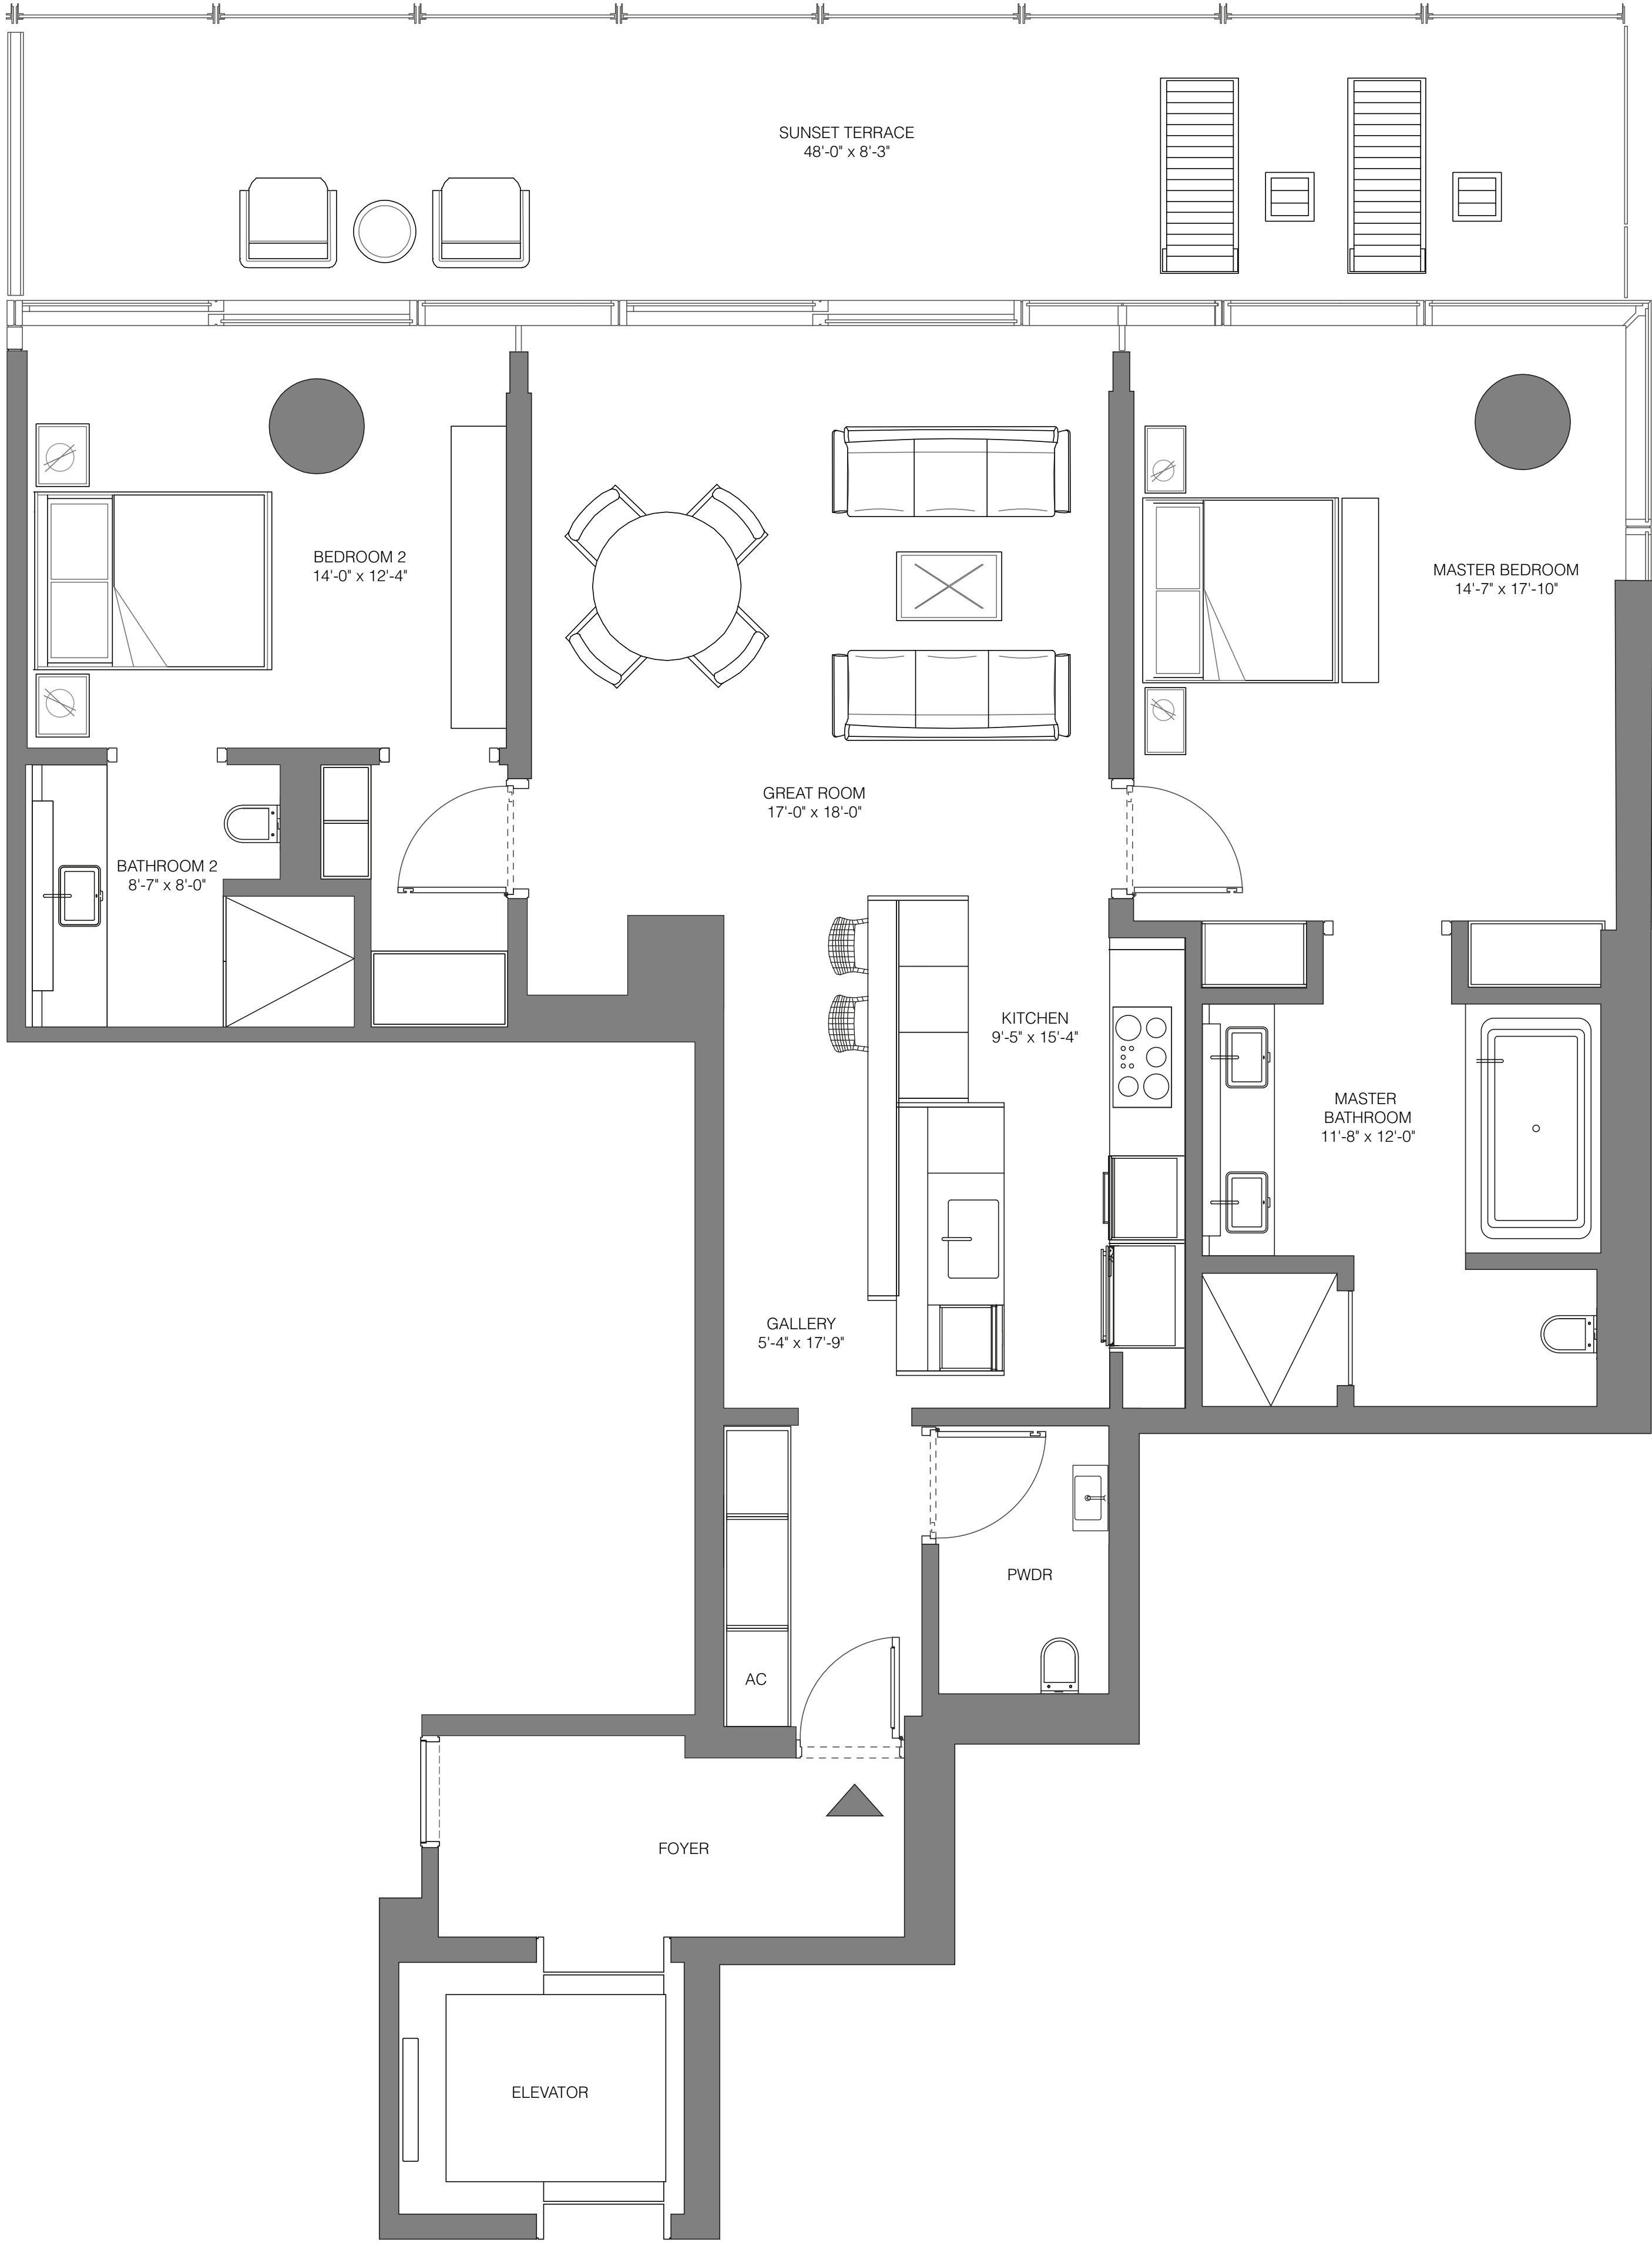 SUNSET TERRACE
48'-0" x 8'-3"
BEDROOM 2
14'-0" x 12'-4"
MASTER BEDROOM
14'-7" x 17'-10"
GREAT ROOM
17'-0" x 18'-0"
BATHROOM 2
8'-7" x 8'-0"
KITCHEN
9'-5" x 15'-4"
MASTER
BATHROOM
11'-8" x 12'-0"
GALLERY
5'-4" x 17'-9"
PWDR
AC
FOYER
ELEVATOR